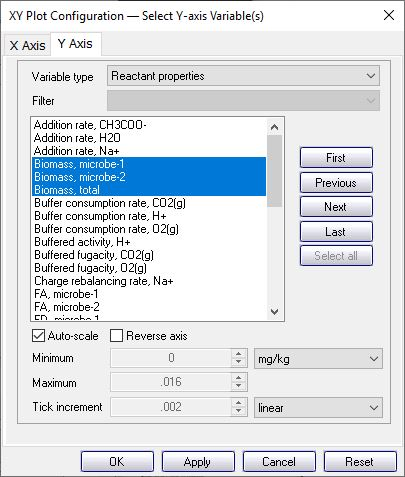 XY Plot Configuration — Select Y-axis Variable(s)
X Axis Y Axis
Variable type Reactant properties
Filter
Addition rate, CH3COO-
Addition rate, H2O
Addition rate, Na+
Biomass, microbe-1
Biomass, microbe-2
Biomass, total
Buffer consumption rate, CO2(g)
Buffer consumption rate, H+
Buffer consumption rate, O2(g)
Buffered activity, H+
Buffered fugacity, CO2(g)
Buffered fugacity, O2(g)
Charge rebalancing rate, Na+
FA, microbe-1
FA, microbe-2
FD, microbe-1
First
Previous
Next
Last
Select all
Auto-scale Reverse axis
Minimum 0 mg/kg
Maximum .016
Tick increment .002 linear
OK Apply Cancel Reset